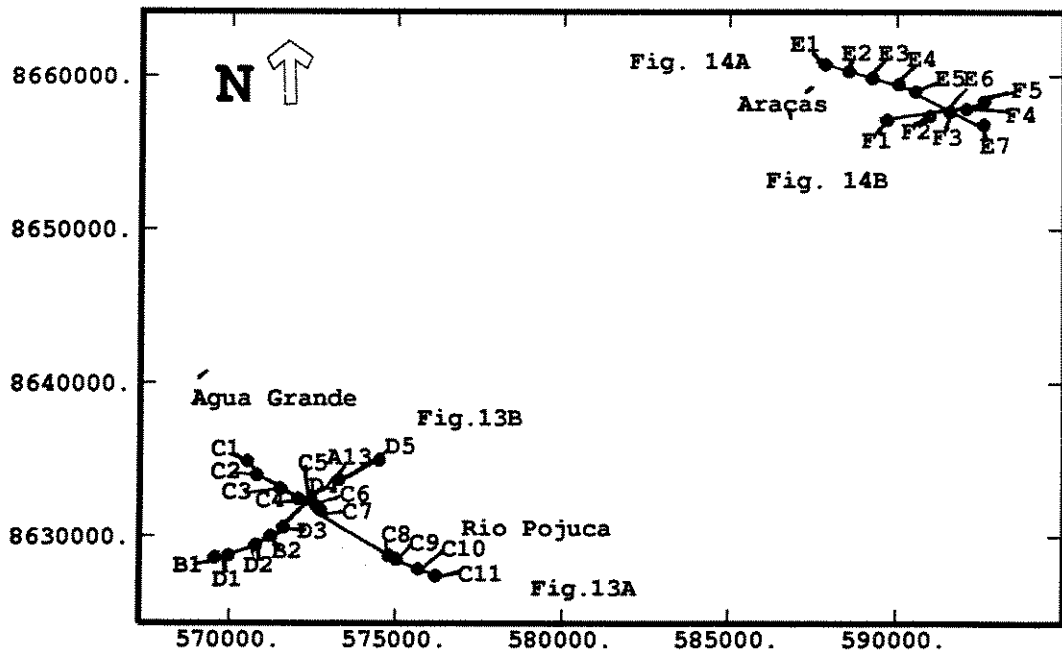 E1 E2 E3 E4
Fig. 14A
8660000.
N
E5 E6
F5
Araçás
F4
F1 F2 F3 E7
Fig. 14B
8650000.
8640000.
Água Grande
Fig.13B
C1 C5 A13 D5
C2
D4
C3 C4 C6
C7
8630000.
D3 C8 Rio Pojuca
B2 C9 C10
B1 D1 D2 C11
Fig.13A
570000. 575000. 580000. 585000. 590000.